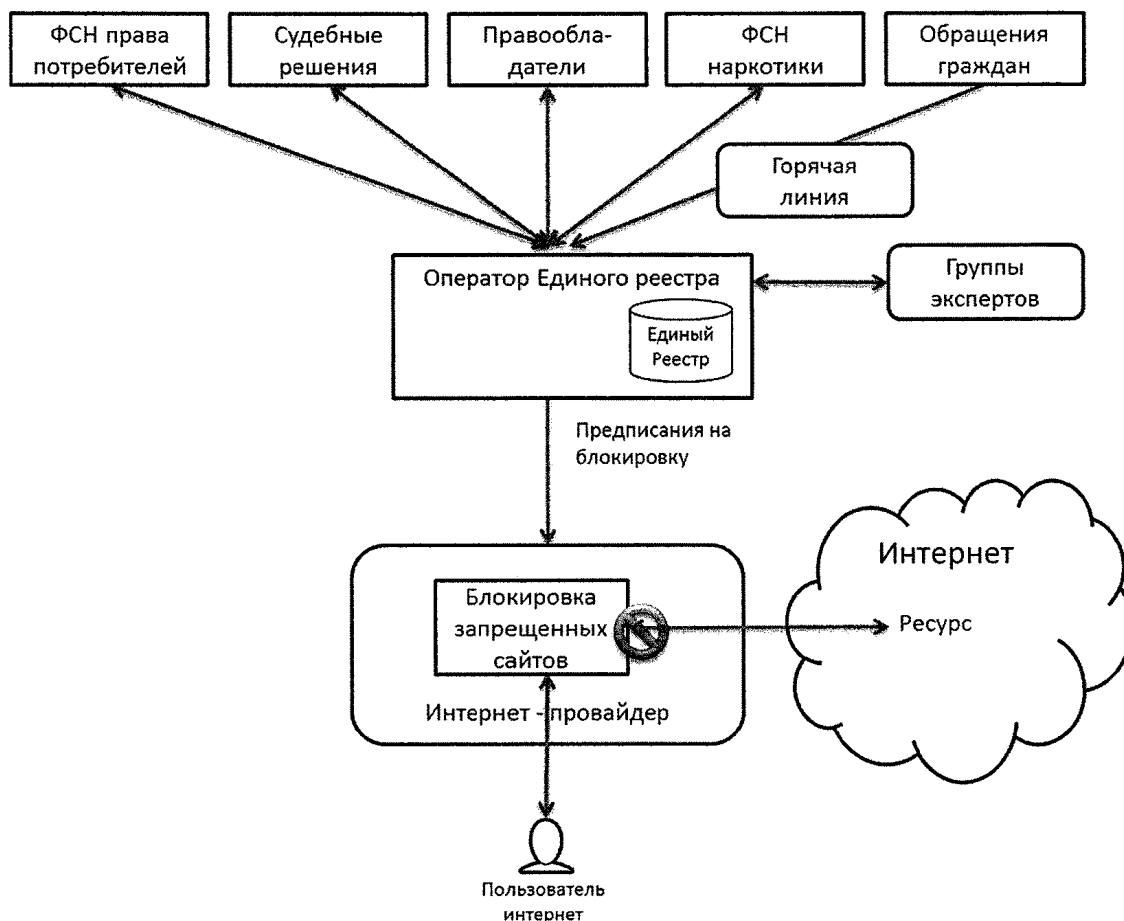 ФСН права
потребителей
Судебные
решения
Правообла-
датели
ФСН
наркотики
Обращения
граждан
Горячая
линия
Оператор Единого реестра
Группы
экспертов
Единый
Реестр
Предписания на
блокировку
Интернет
Блокировка
запрещенных
сайтов
Ресурс
Интернет - провайдер
Пользователь
интернет